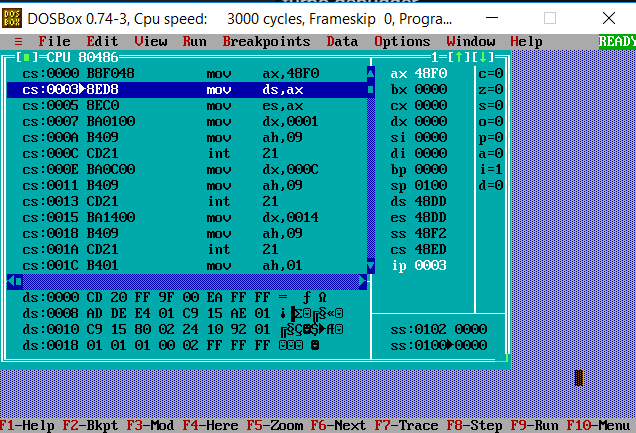 DOSBox 0.74-3, Cpu speed: 3000 cycles, Frameskip 0, Progra...
≡ File Edit View Run Breakpoints Data Options Window Help READY
[■]=CPU 80486 1=[↑][↓]
cs:0000 B8F048 mov ax,48F0 ax 48F0 c=0
cs:0003►8ED8 mov ds,ax bx 0000 z=0
cs:0005 8EC0 mov es,ax cx 0000 s=0
cs:0007 BA0100 mov dx,0001 dx 0000 o=0
cs:000A B409 mov ah,09 si 0000 p=0
cs:000C CD21 int 21 di 0000 a=0
cs:000E BA0C00 mov dx,000C bp 0000 i=1
cs:0011 B409 mov ah,09 sp 0100 d=0
cs:0013 CD21 int 21 ds 48DD
cs:0015 BA1400 mov dx,0014 es 48DD
cs:0018 B409 mov ah,09 ss 48F2
cs:001A CD21 int 21 cs 48ED
cs:001C B401 mov ah,01 ip 0003
ds:0000 CD 20 FF 9F 00 EA FF FF = ƒ Ω
ds:0008 AD DE E4 01 C9 15 AE 01
ds:0010 C9 15 80 02 24 10 92 01 ss:0102 0000
ds:0018 01 01 01 00 02 FF FF FF ss:0100►0000
F1-Help F2-Bkpt F3-Mod F4-Here F5-Zoom F6-Next F7-Trace F8-Step F9-Run F10-Menu